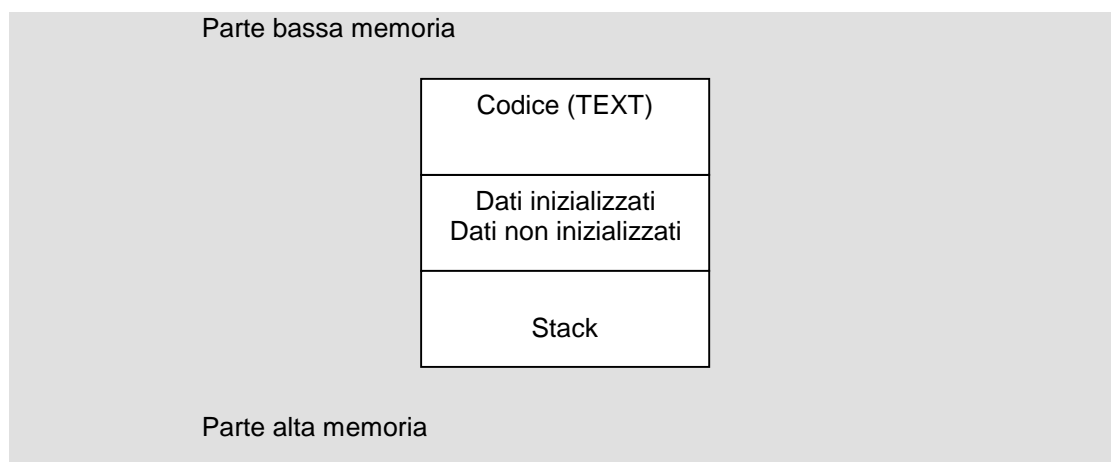 Parte bassa memoria
Codice (TEXT)
Dati inizializzati
Dati non inizializzati
Stack
Parte alta memoria